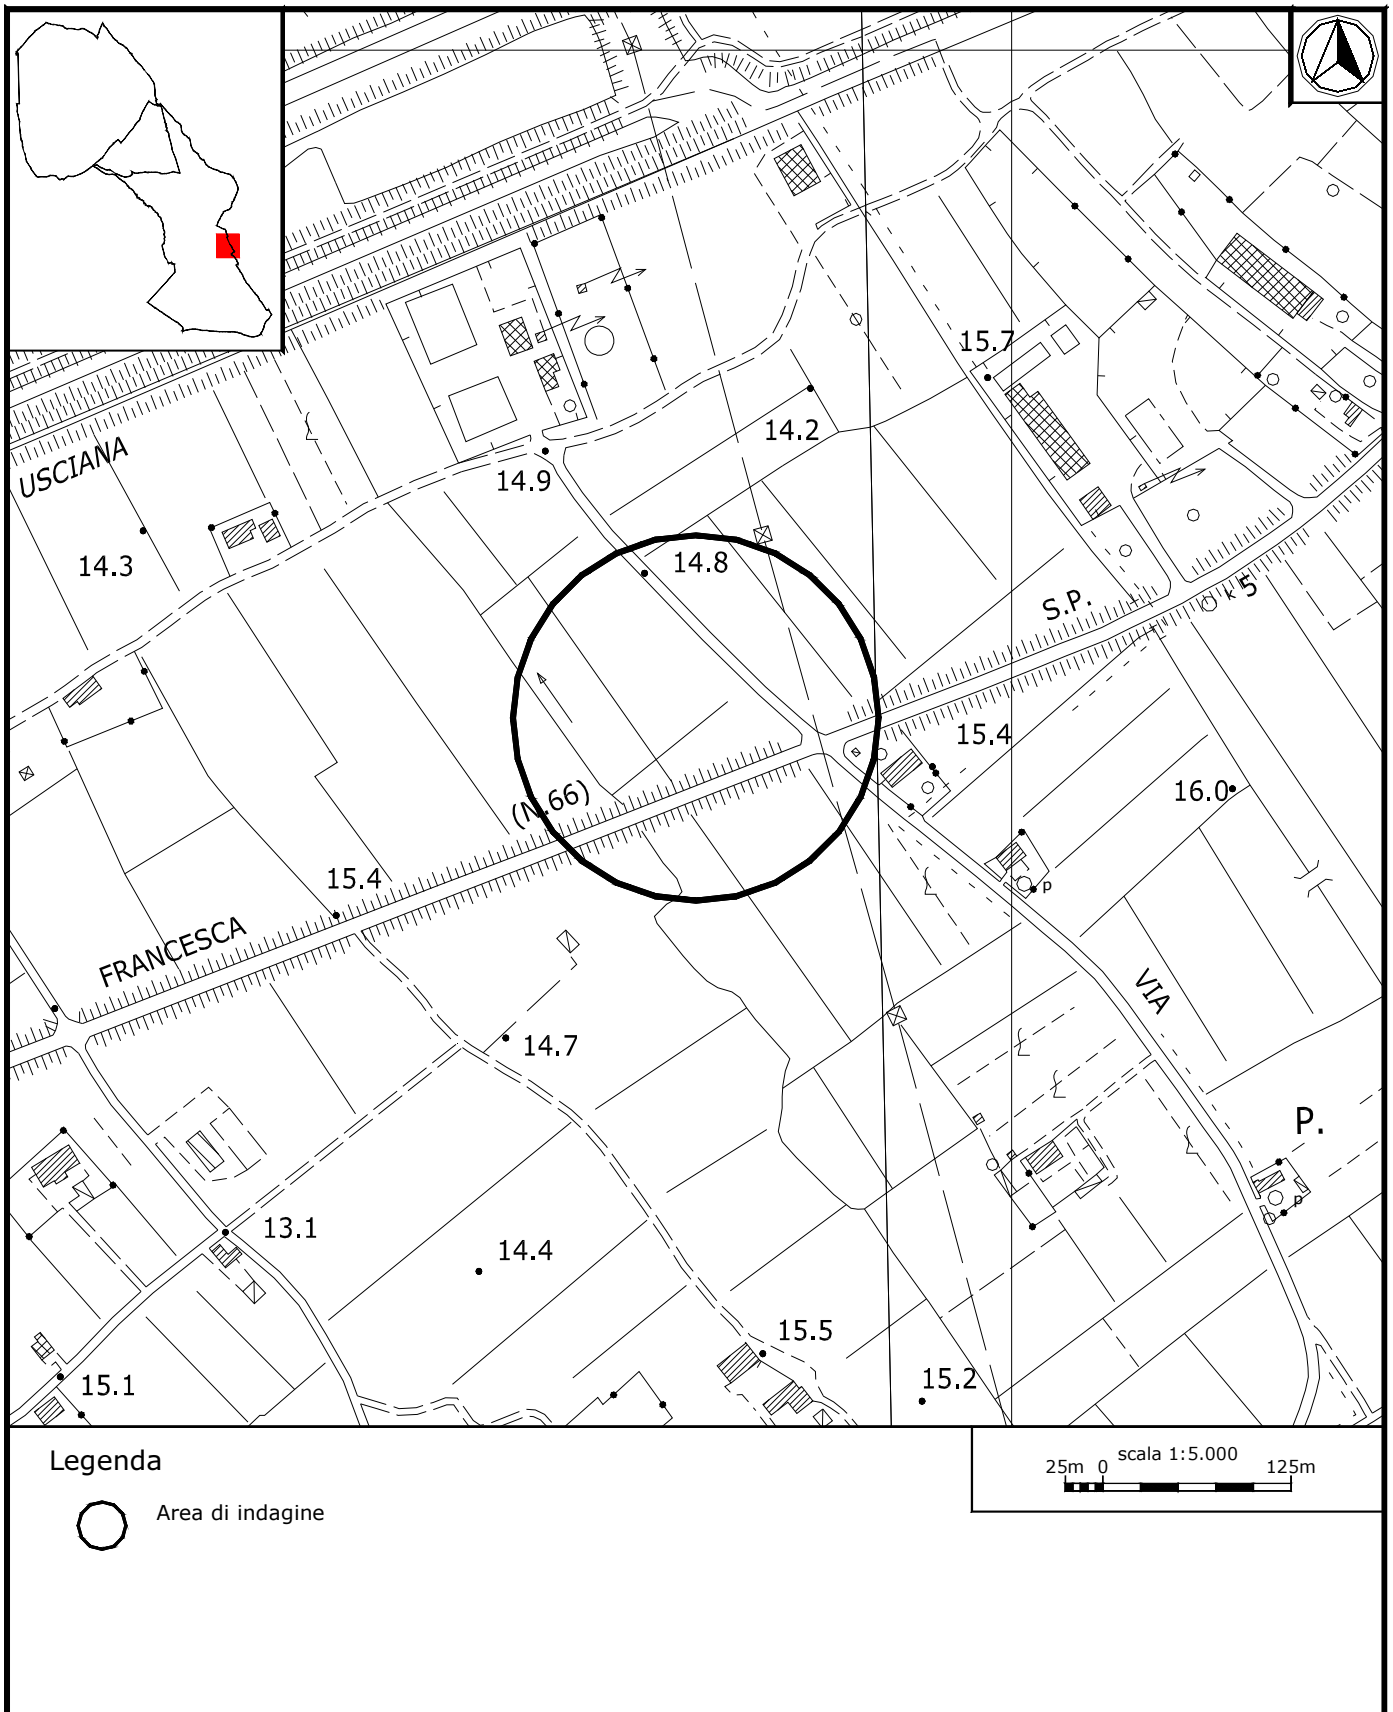 15.7
14.2
USCIANA
14.9
14.3
14.8
S.P.
k 5
15.4
16.0
(N.66)
15.4
p
FRANCESCA
VIA
14.7
P.
p
13.1
14.4
15.5
15.2
15.1
Legenda
Area di indagine
scala 1:5.000
25m 0 125m